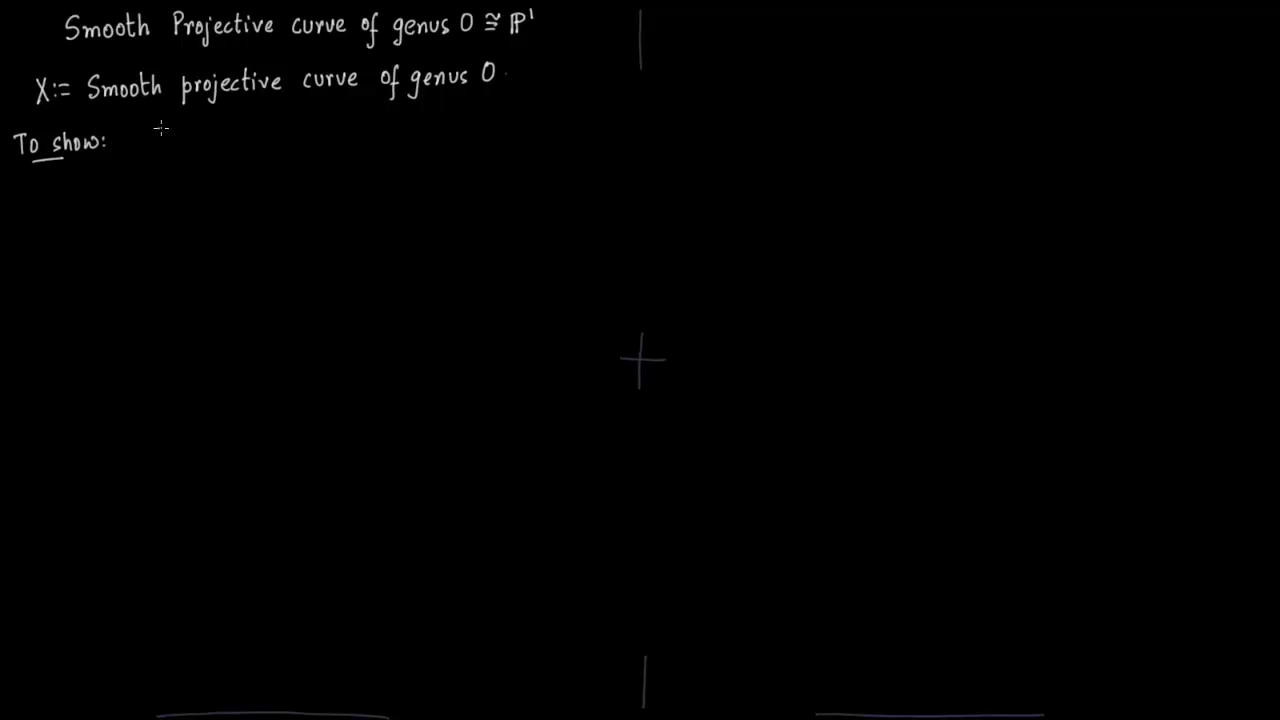 Smooth Projective curve of genus 0 ≅ ℙ¹
X:= Smooth projective curve of genus 0
To show: